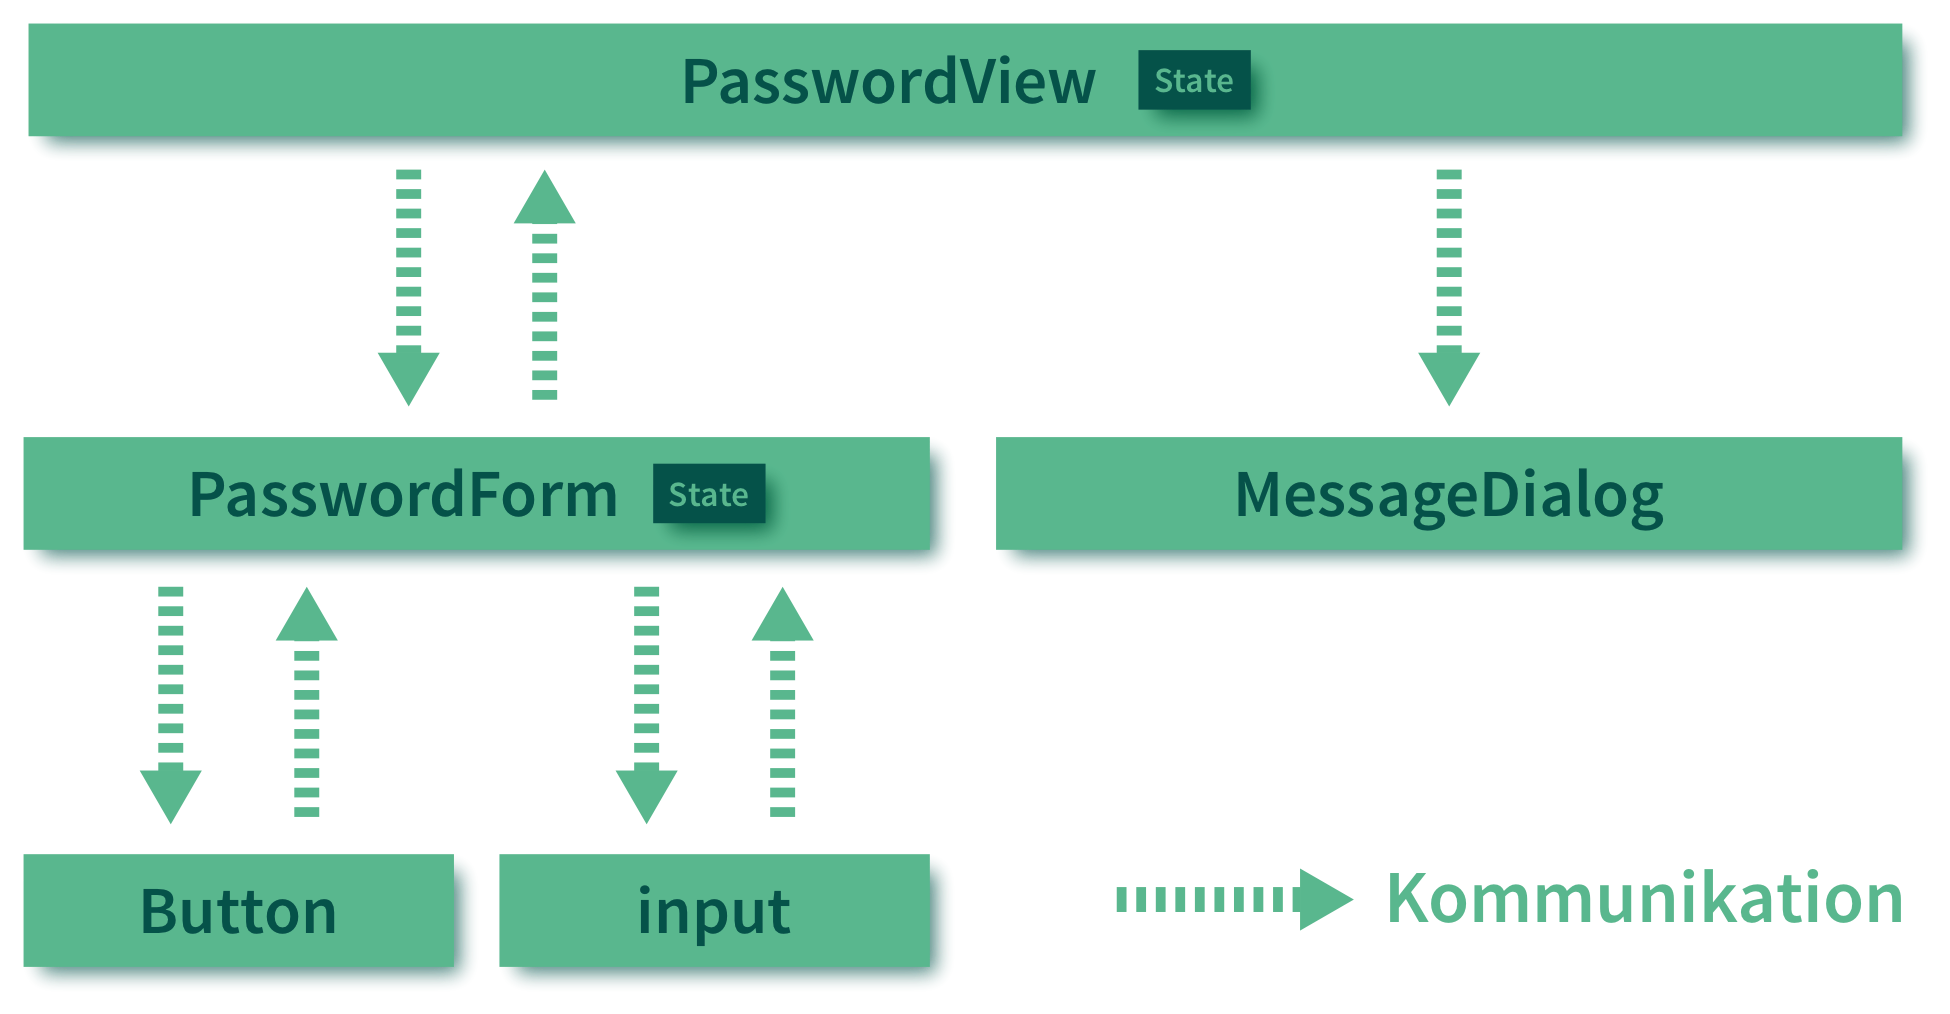 PasswordView State
PasswordForm State
MessageDialog
Button
input
Kommunikation